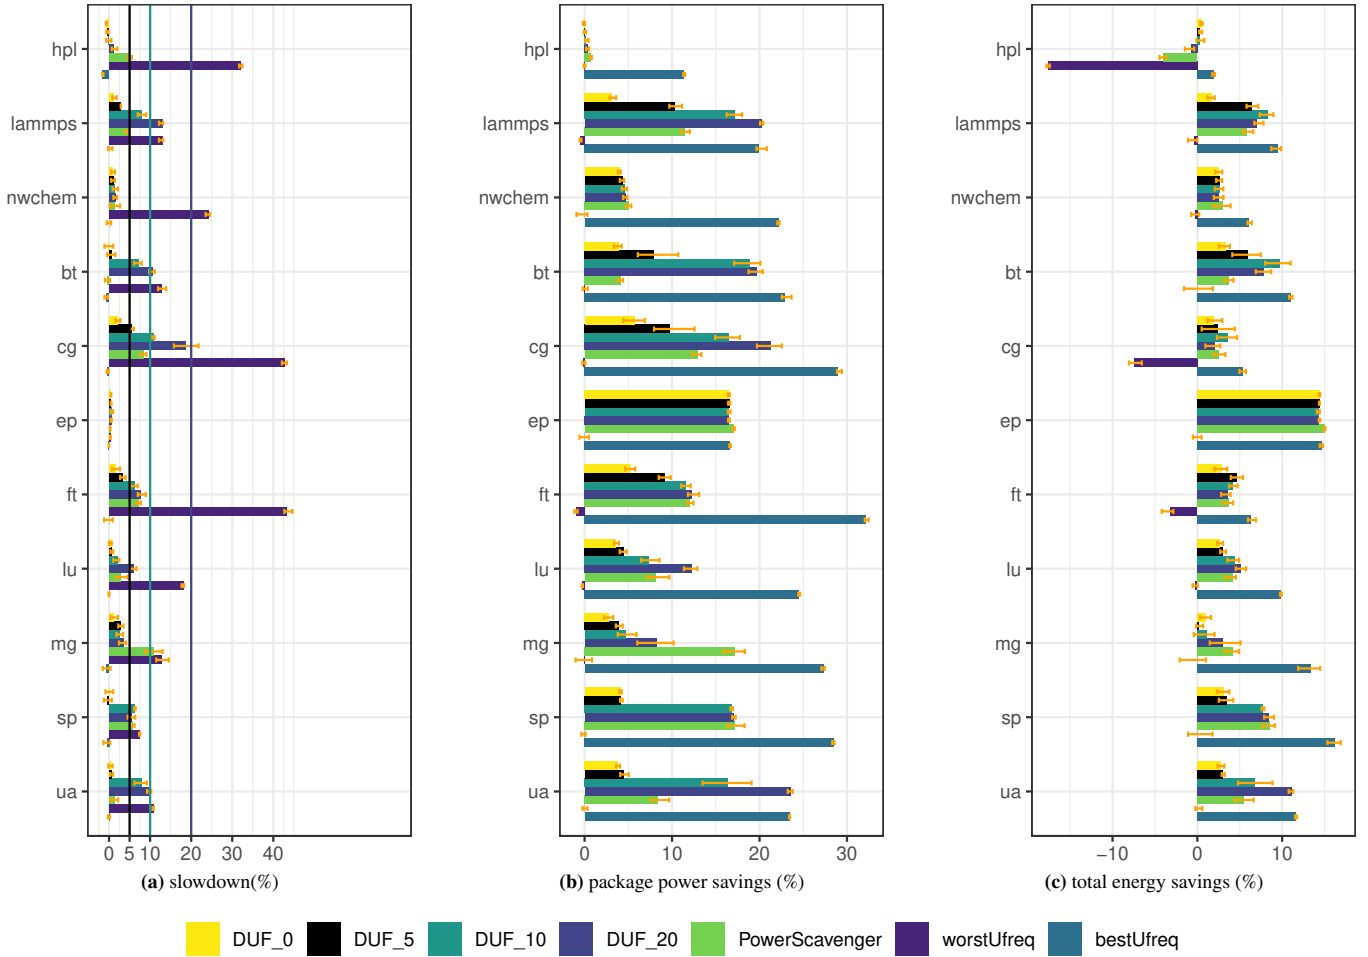 hpl
lammps
nwchem
bt
cg
ep
ft
lu
mg
sp
ua
0 5 10 20 30 40
(a) slowdown(%)
hpl
lammps
nwchem
bt
cg
ep
ft
lu
mg
sp
ua
0 10 20 30
(b) package power savings (%)
hpl
lammps
nwchem
bt
cg
ep
ft
lu
mg
sp
ua
−10 0 10
(c) total energy savings (%)
DUF_0 DUF_5 DUF_10 DUF_20 PowerScavenger worstUfreq bestUfreq